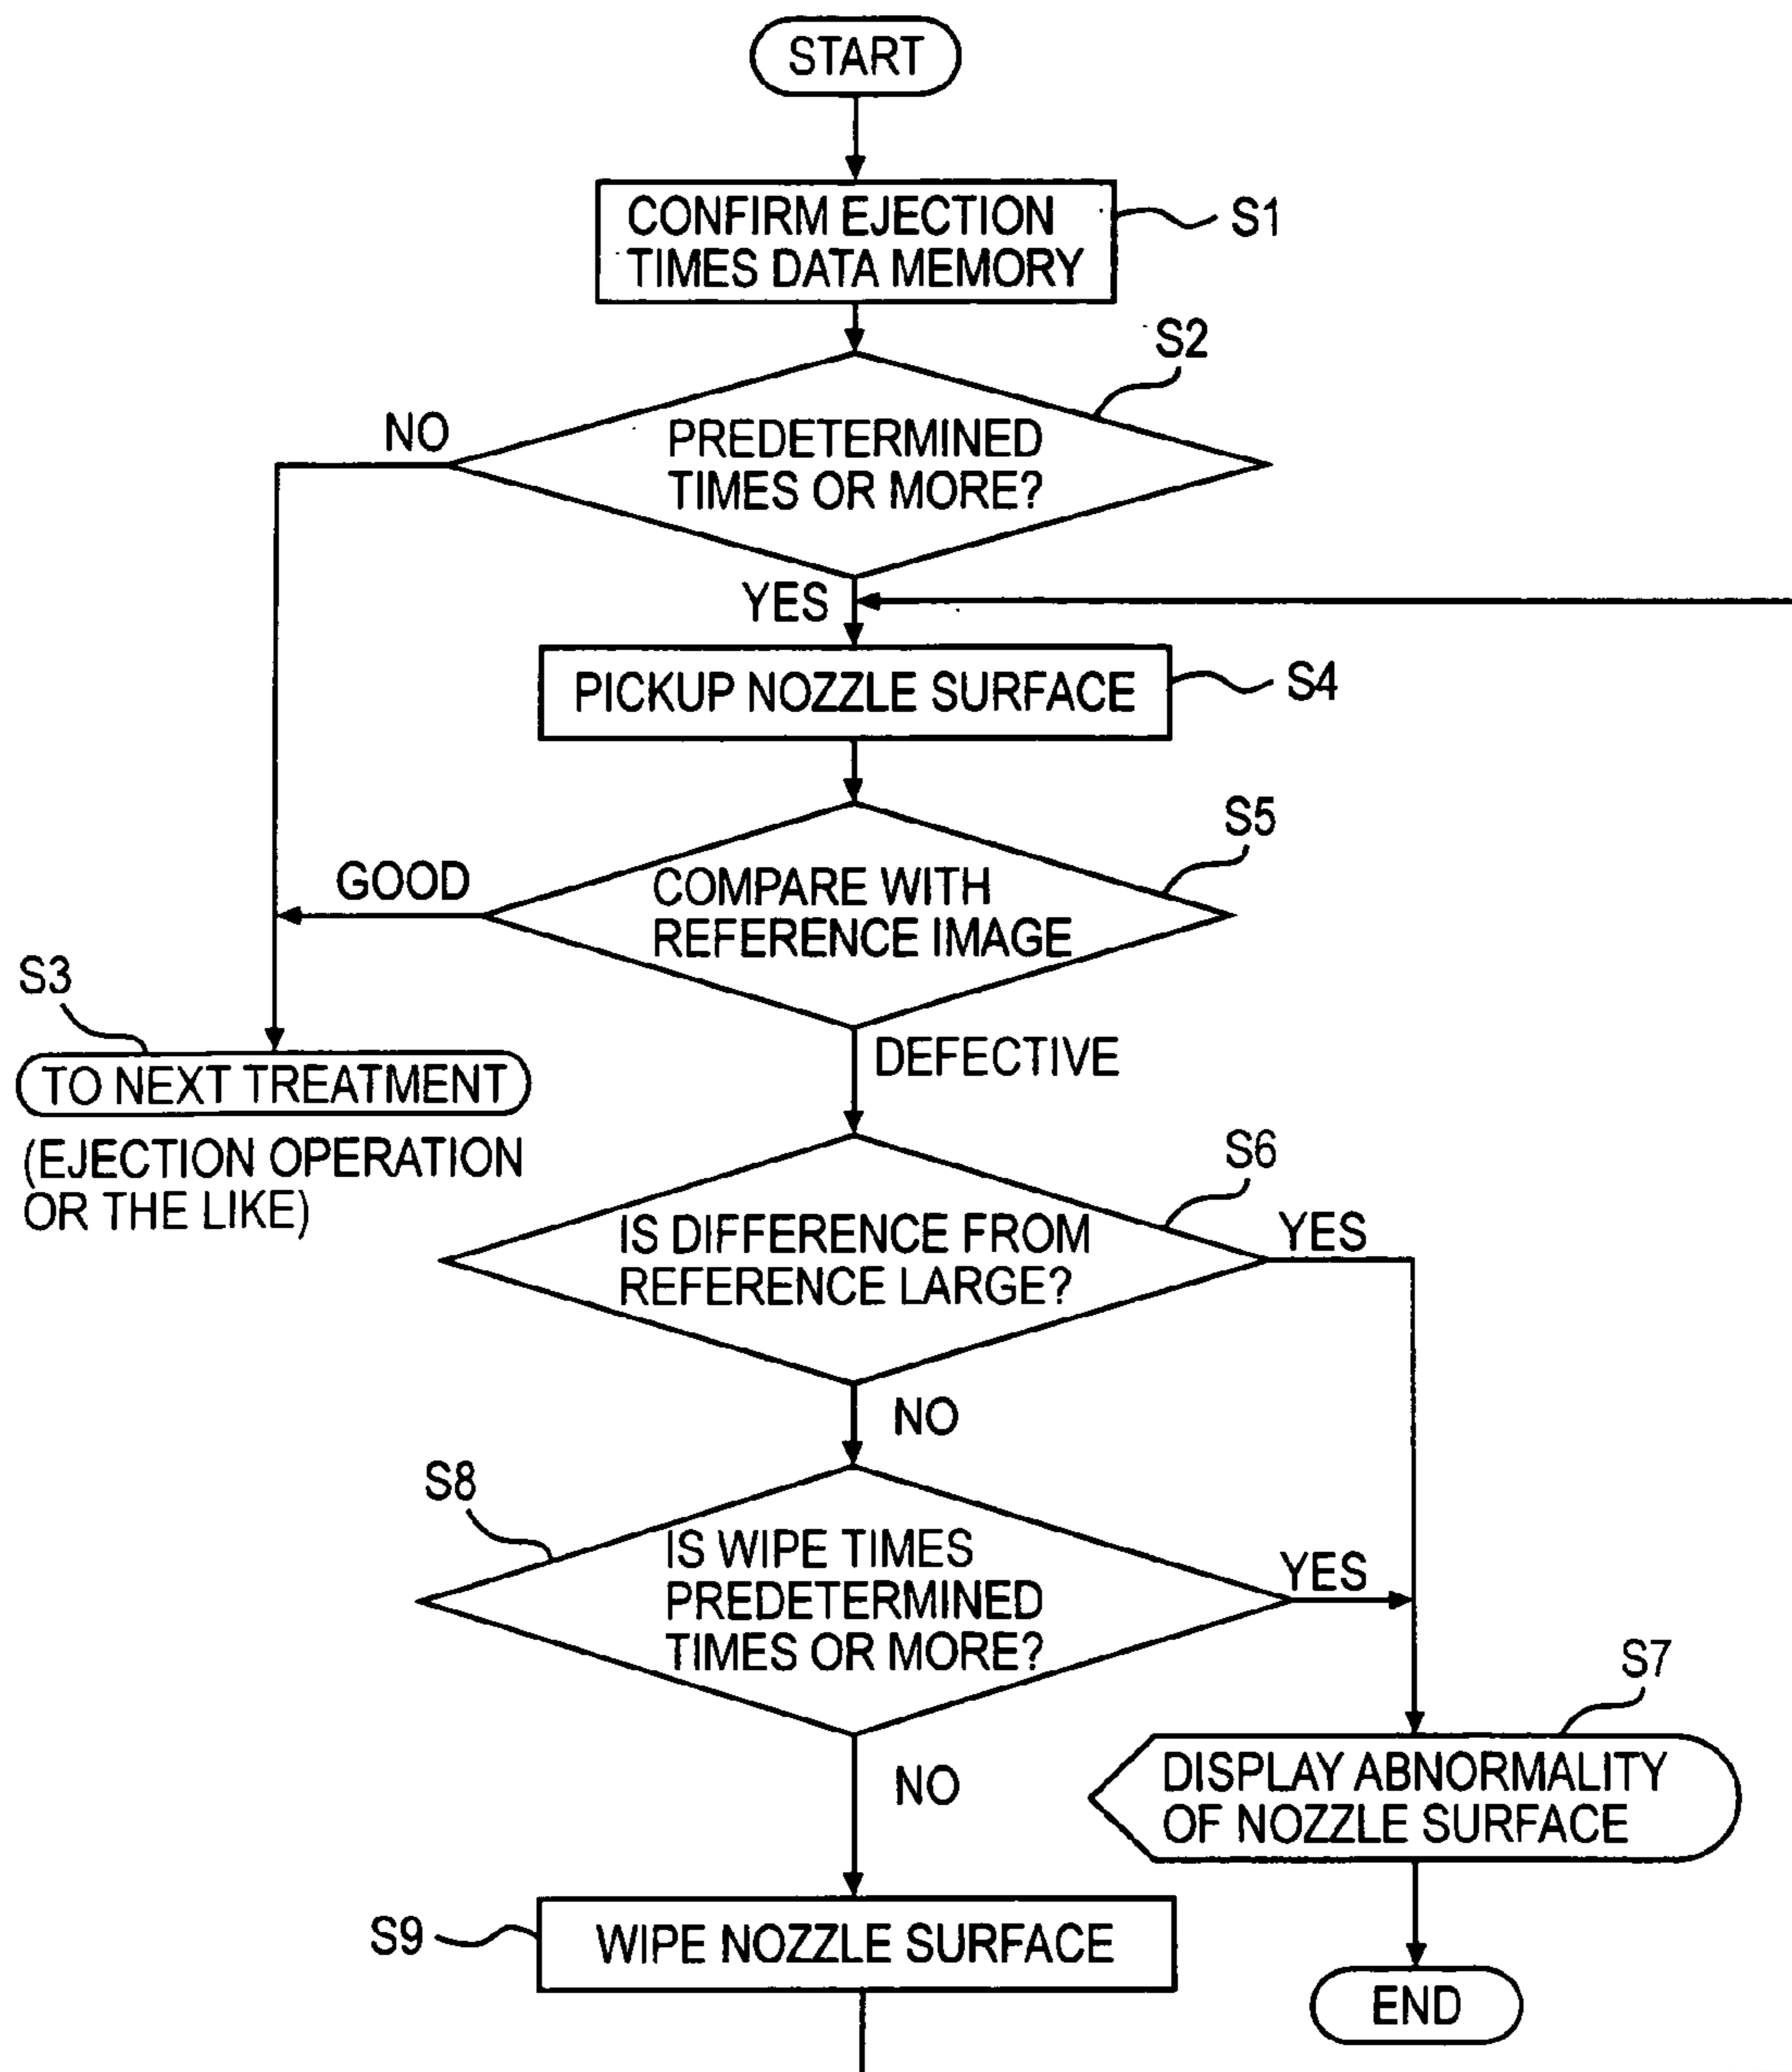 START
CONFIRM EJECTION
TIMES DATA MEMORY
S1
S2
NO
PREDETERMINED
TIMES OR MORE?
YES
PICKUP NOZZLE SURFACE
S4
S5
GOOD
COMPARE WITH
REFERENCE IMAGE
S3
DEFECTIVE
TO NEXT TREATMENT
(EJECTION OPERATION
OR THE LIKE)
S6
IS DIFFERENCE FROM
REFERENCE LARGE?
YES
NO
S8
IS WIPE TIMES
PREDETERMINED
TIMES OR MORE?
YES
S7
NO
DISPLAY ABNORMALITY
OF NOZZLE SURFACE
S9
WIPE NOZZLE SURFACE
END